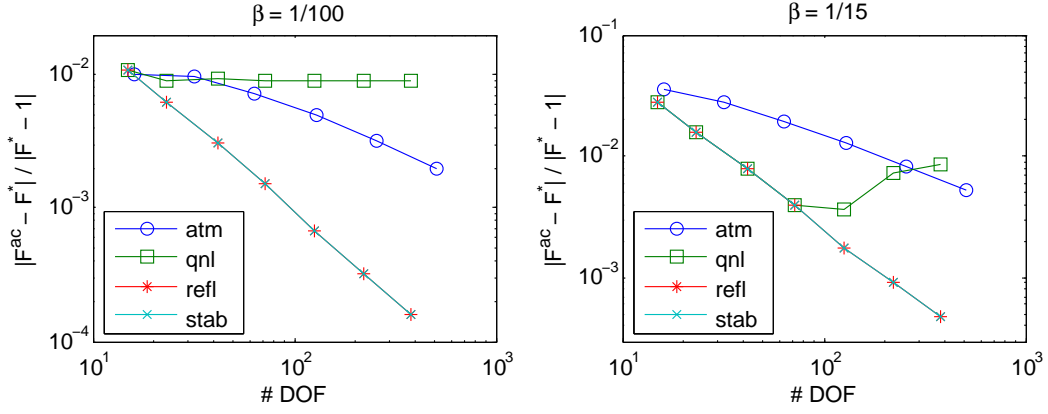 β = 1/100
|F^ac − F^*| / |F^* − 1|
10^−2
10^−3
10^−4
10^1
10^2
10^3
# DOF
atm
qnl
refl
stab
β = 1/15
|F^ac − F^*| / |F^* − 1|
10^−1
10^−2
10^−3
10^1
10^2
10^3
# DOF
atm
qnl
refl
stab